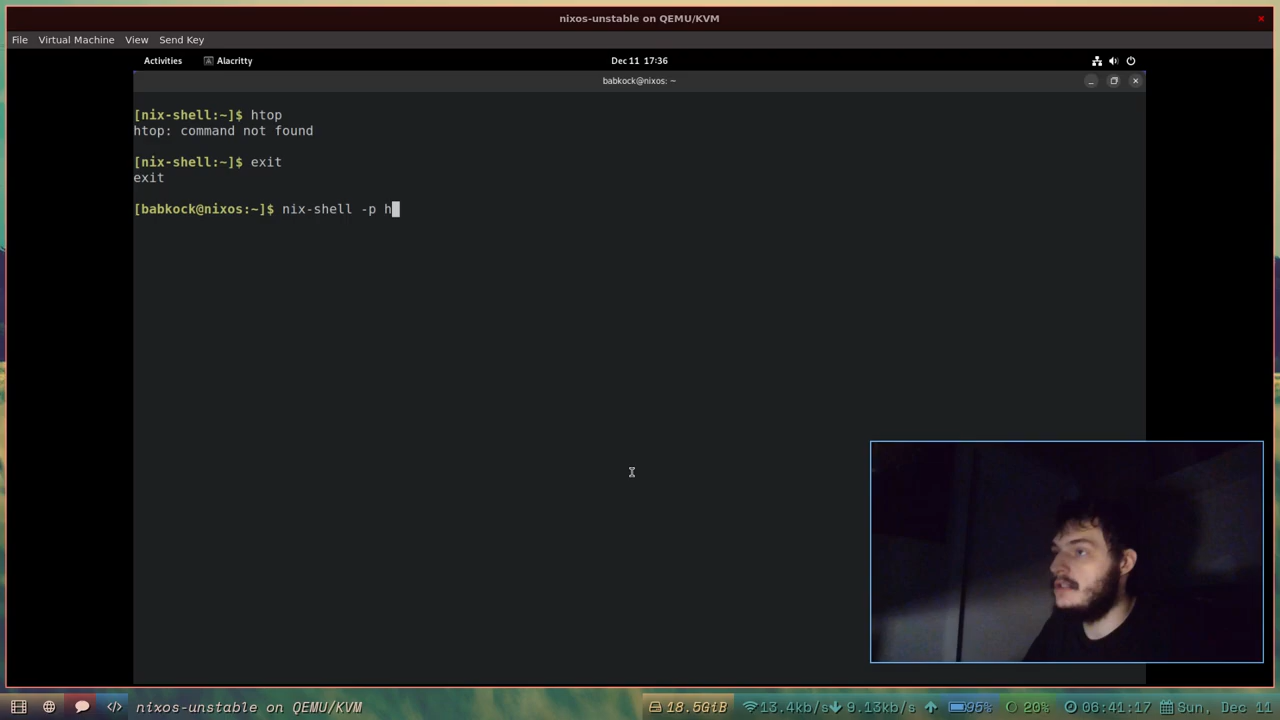 nixos-unstable on QEMU/KVM
File Virtual Machine View Send Key
Activities Alacritty Dec 11 17:36
babkock@nixos: ~
[nix-shell:~]$ htop
htop: command not found
[nix-shell:~]$ exit
exit
[babkock@nixos:~]$ nix-shell -p h
nixos-unstable on QEMU/KVM 18.5GiB 13.4kb/s 9.13kb/s 95% 20% 06:41:17 Sun, Dec 11